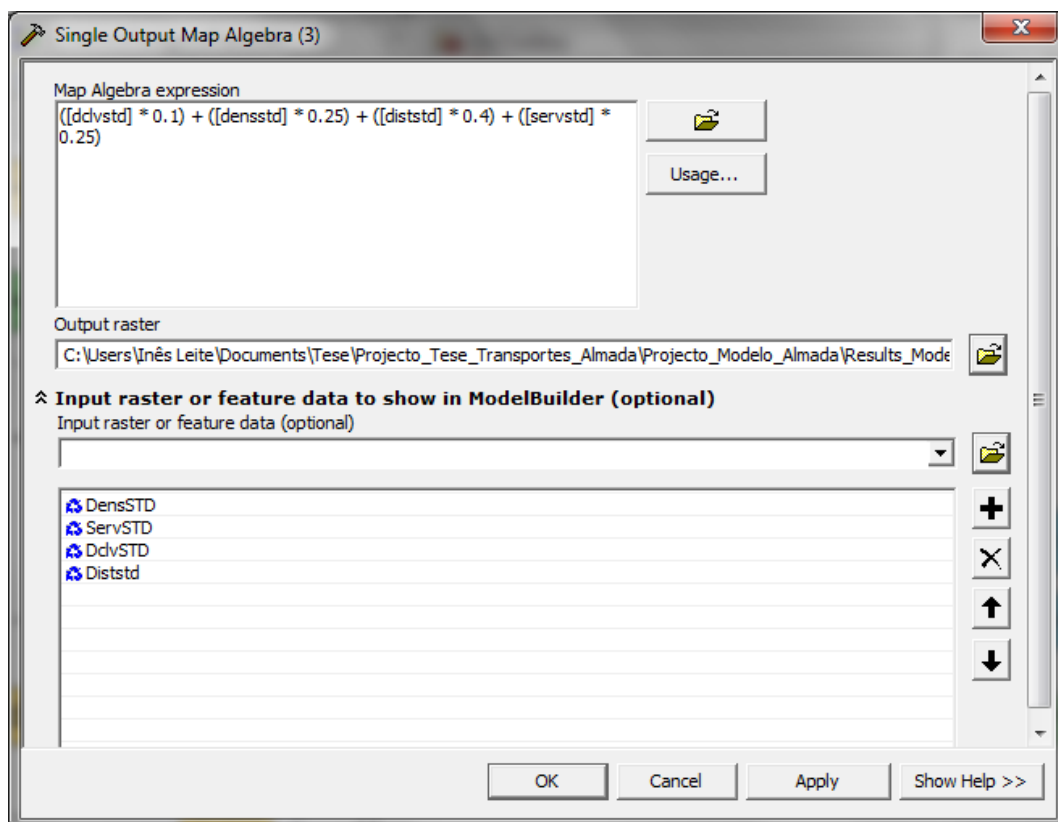 Single Output Map Algebra (3)
Map Algebra expression
([dclvstd] * 0.1) + ([densstd] * 0.25) + ([diststd] * 0.4) + ([servstd] *
0.25)
Usage...
Output raster
C:\Users\Inês Leite\Documents\Tese\Projecto_Tese_Transportes_Almada\Projecto_Modelo_Almada\Results_Mode
Input raster or feature data to show in ModelBuilder (optional)
Input raster or feature data (optional)
DensSTD
ServSTD
DclvSTD
Diststd
OK Cancel Apply Show Help >>